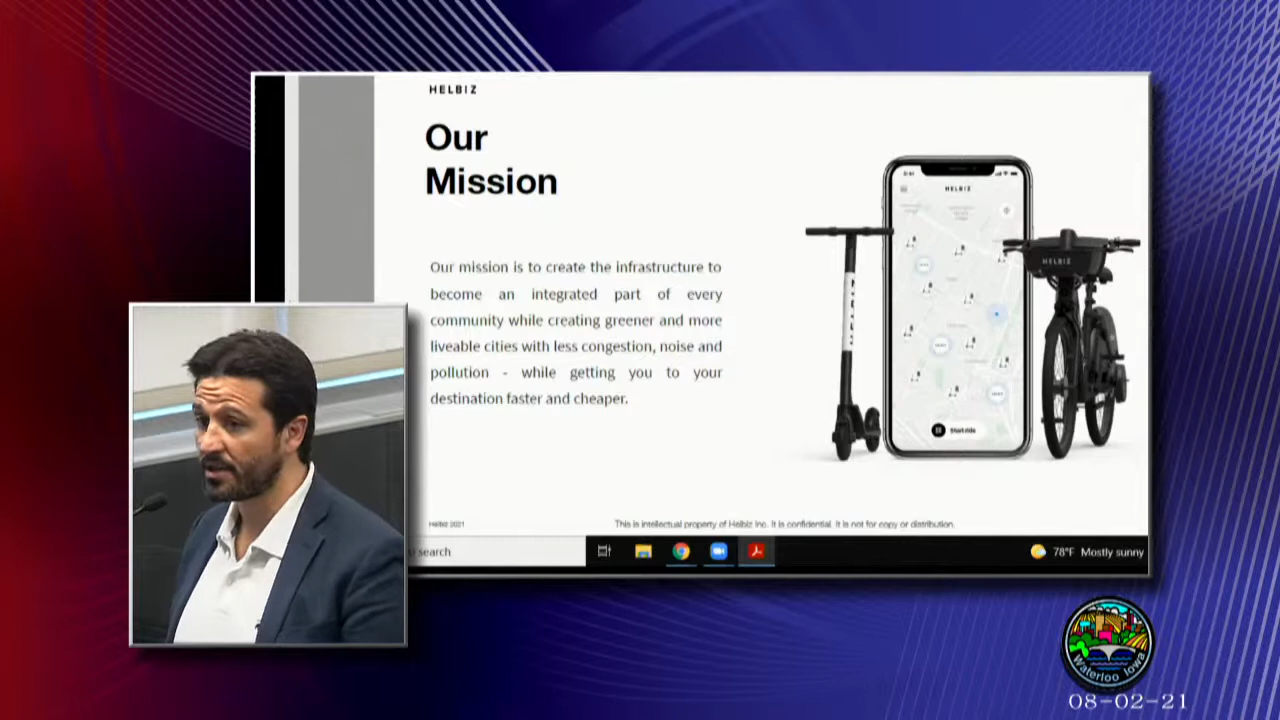 HELBIZ
Our
Mission
Our mission is to create the infrastructure to
become an integrated part of every
community while creating greener and more
liveable cities with less congestion, noise and
pollution - while getting you to your
destination faster and cheaper.
HELBIZ
Start ride
HELBIZ
HELBIZ
Helbiz 2021
This is intellectual property of Helbiz Inc. It is confidential. It is not for copy or distribution.
search
78°F Mostly sunny
Waterloo Iowa
08-02-21